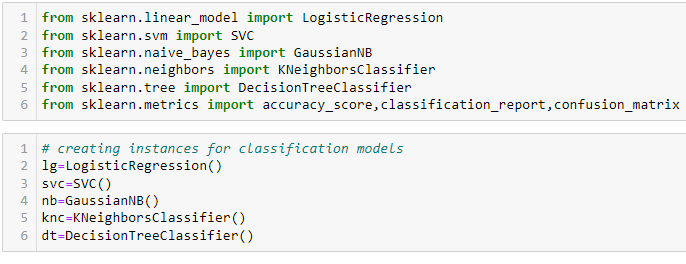 1 from sklearn.linear_model import LogisticRegression
2 from sklearn.svm import SVC
3 from sklearn.naive_bayes import GaussianNB
4 from sklearn.neighbors import KNeighborsClassifier
5 from sklearn.tree import DecisionTreeClassifier
6 from sklearn.metrics import accuracy_score,classification_report,confusion_matrix
1 # creating instances for classification models
2 lg=LogisticRegression()
3 svc=SVC()
4 nb=GaussianNB()
5 knc=KNeighborsClassifier()
6 dt=DecisionTreeClassifier()